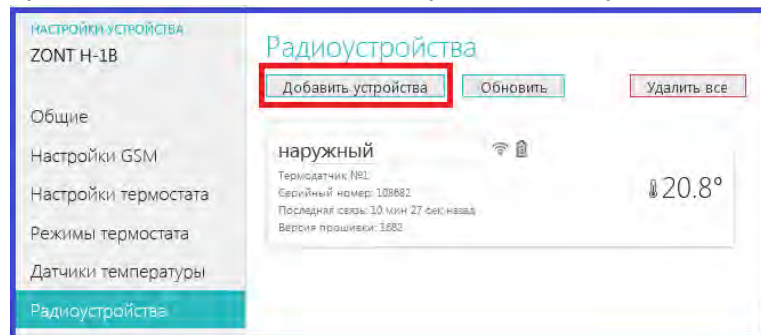 НАСТРОЙКИ УСТРОЙСТВА
ZONT H-1B
Общие
Настройки GSM
Настройки термостата
Режимы термостата
Датчики температуры
Радиоустройства
Радиоустройства
Добавить устройства
Обновить
Удалить все
наружный
Термодатчик №1
Серийный номер: 108682
Последняя связь: 10 мин 27 сек назад
Версия прошивки: 1682
20.8°